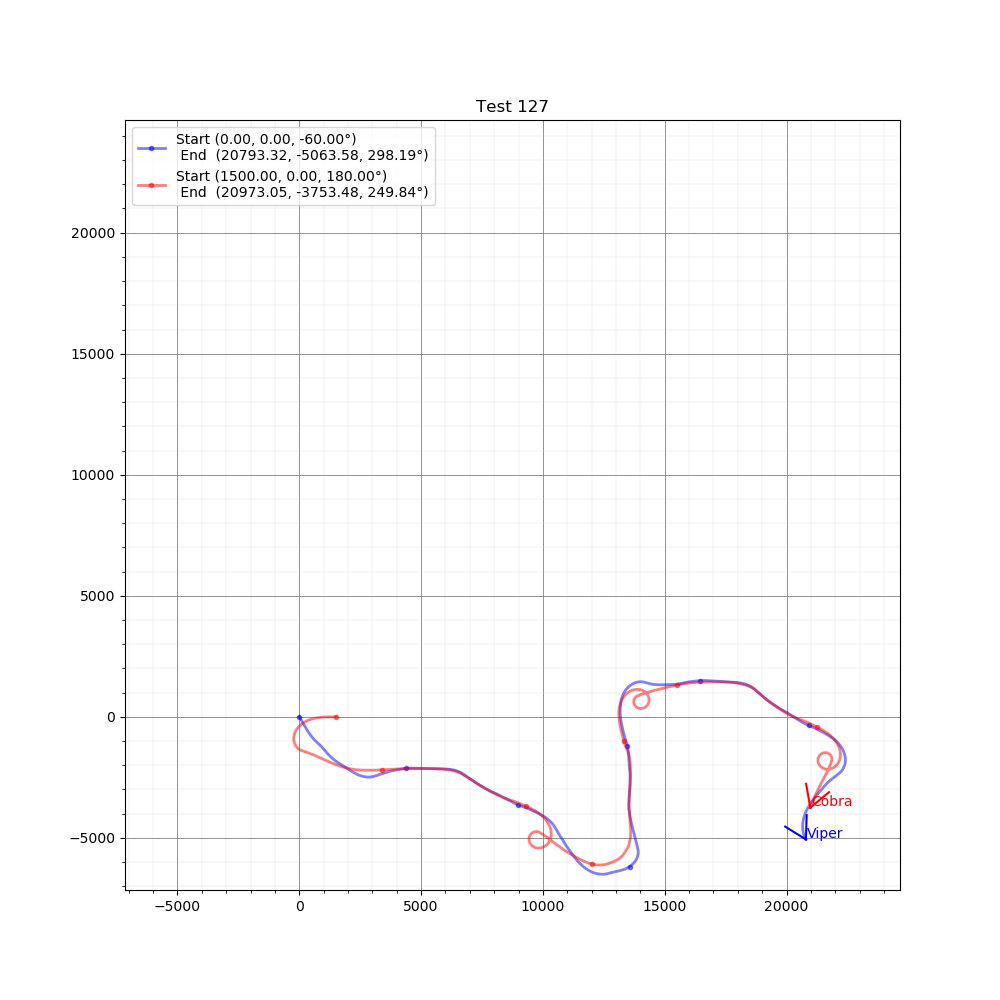 Test 127
Start (0.00, 0.00, -60.00°)
End  (20793.32, -5063.58, 298.19°)
Start (1500.00, 0.00, 180.00°)
End  (20973.05, -3753.48, 249.84°)
20000
15000
10000
5000
0
−5000
Cobra
Viper
−5000
0
5000
10000
15000
20000